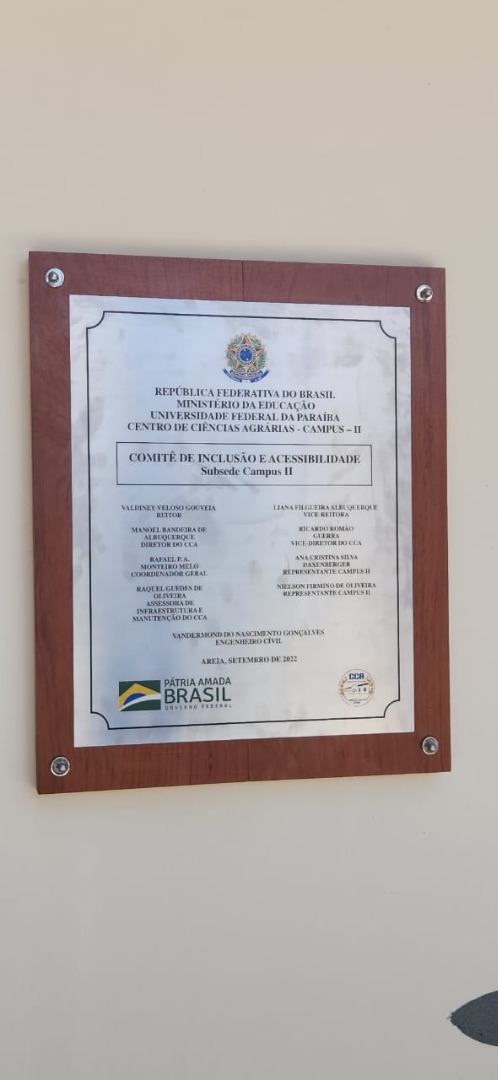 REPÚBLICA FEDERATIVA DO BRASIL
MINISTÉRIO DA EDUCAÇÃO
UNIVERSIDADE FEDERAL DA PARAÍBA
CENTRO DE CIÊNCIAS AGRÁRIAS - CAMPUS – II
COMITÊ DE INCLUSÃO E ACESSIBILIDADE
Subsede Campus II
VALDINEY VELOSO GOUVEIA
REITOR
LIANA FILGUEIRA ALBUQUERQUE
VICE-REITORA
MANOEL BANDEIRA DE
ALBUQUERQUE
DIRETOR DO CCA
RICARDO ROMÃO
GUERRA
VICE-DIRETOR DO CCA
RAFAEL P. A.
MONTEIRO MELO
COORDENADOR GERAL
ANA CRISTINA SILVA
DAXENBERGER
REPRESENTANTE CAMPUS II
RAQUEL GUEDES DE
OLIVEIRA
ASSESSORA DE
INFRAESTRUTURA E
MANUTENÇÃO DO CCA
NIELSON FIRMINO DE OLIVEIRA
REPRESENTANTE CAMPUS II
VANDERMOND DO NASCIMENTO GONÇALVES
ENGENHEIRO CÍVIL
AREIA, SETEMBRO DE 2022
PÁTRIA AMADA
BRASIL
GOVERNO FEDERAL
CCA